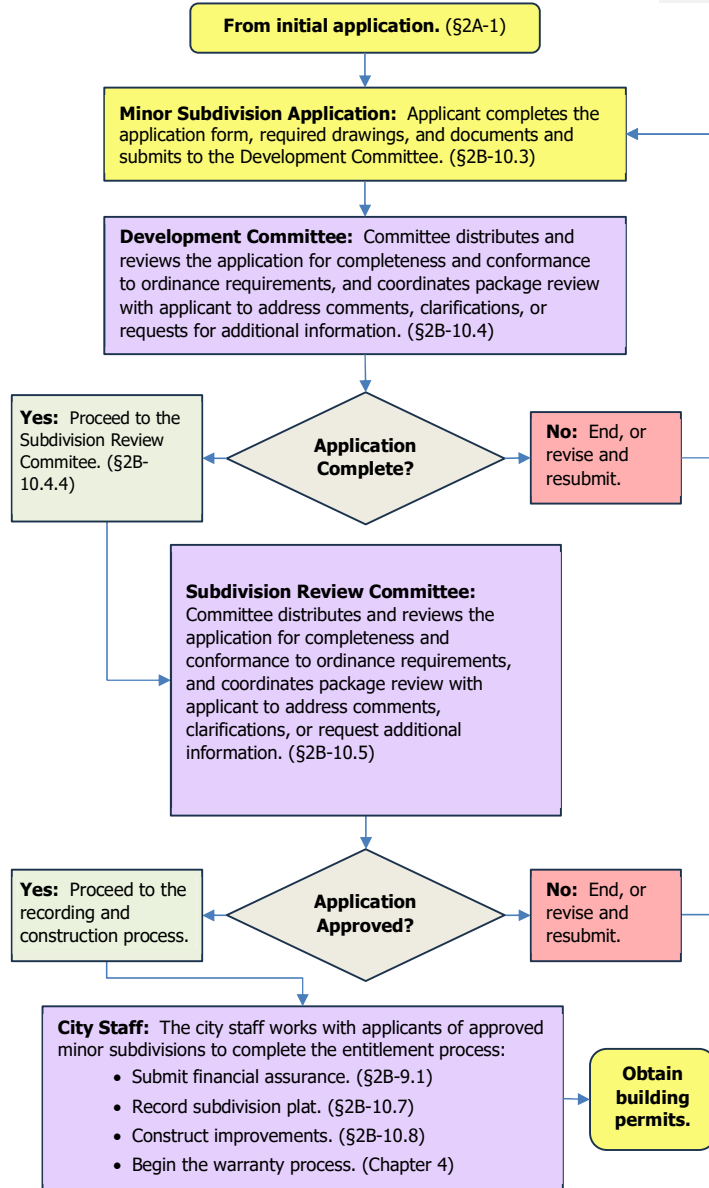 From initial application. (§2A-1)
Minor Subdivision Application: Applicant completes the
application form, required drawings, and documents and
submits to the Development Committee. (§2B-10.3)
Development Committee: Committee distributes and
reviews the application for completeness and conformance
to ordinance requirements, and coordinates package review
with applicant to address comments, clarifications, or
requests for additional information. (§2B-10.4)
Yes: Proceed to the
Subdivision Review
Commitee. (§2B-
10.4.4)
Application
Complete?
No: End, or
revise and
resubmit.
Subdivision Review Committee:
Committee distributes and reviews the
application for completeness and
conformance to ordinance requirements,
and coordinates package review with
applicant to address comments,
clarifications, or request additional
information. (§2B-10.5)
Yes: Proceed to the
recording and
construction process.
Application
Approved?
No: End, or
revise and
resubmit.
City Staff: The city staff works with applicants of approved
minor subdivisions to complete the entitlement process:
• Submit financial assurance. (§2B-9.1)
• Record subdivision plat. (§2B-10.7)
• Construct improvements. (§2B-10.8)
• Begin the warranty process. (Chapter 4)
Obtain
building
permits.